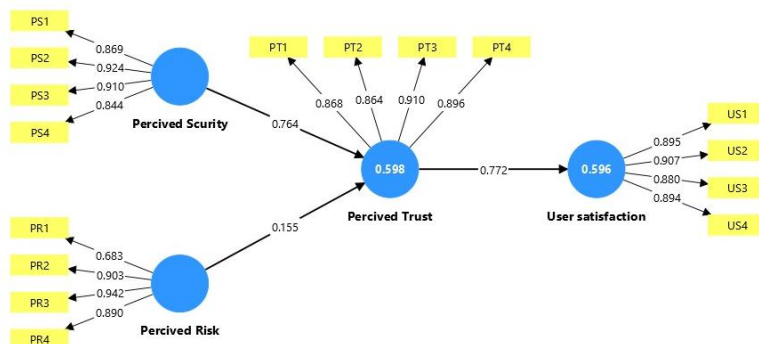 PS1
PS2
PS3
PS4
0.869
0.924
0.910
0.844
Percived Scurity
PT1
PT2
PT3
PT4
0.868
0.864
0.910
0.896
0.764
0.598
Percived Trust
0.772
0.596
User satisfaction
0.895
0.907
0.880
0.894
US1
US2
US3
US4
0.155
PR1
PR2
PR3
PR4
0.683
0.903
0.942
0.890
Percived Risk